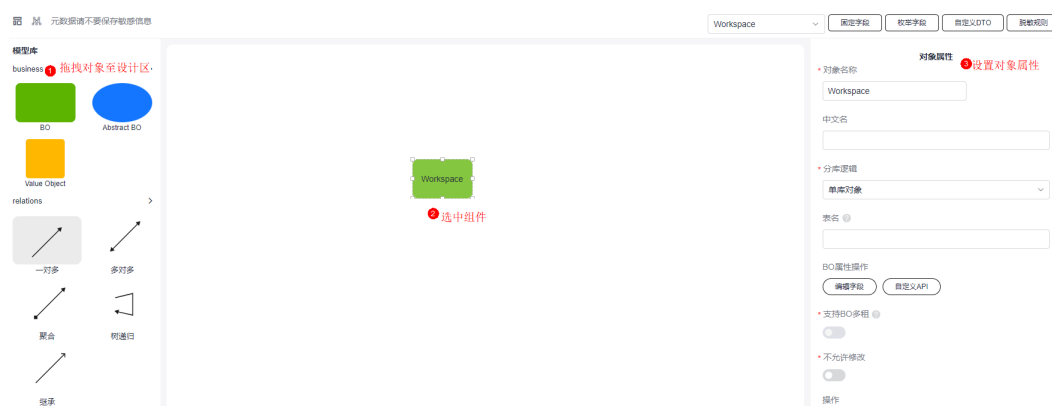 元数据请不要保存敏感信息
Workspace
固定字段
枚举字段
自定义DTO
脱敏规则
模型库
business
1 拖拽对象至设计区
BO
Abstract BO
Value Object
relations
一对多
多对多
聚合
树递归
继承
Workspace
2 选中组件
对象属性
3 设置对象属性
* 对象名称
Workspace
中文名
* 分库逻辑
单库对象
表名 ?
BO属性操作
编辑字段
自定义API
* 支持BO多租 ?
* 不允许修改
操作